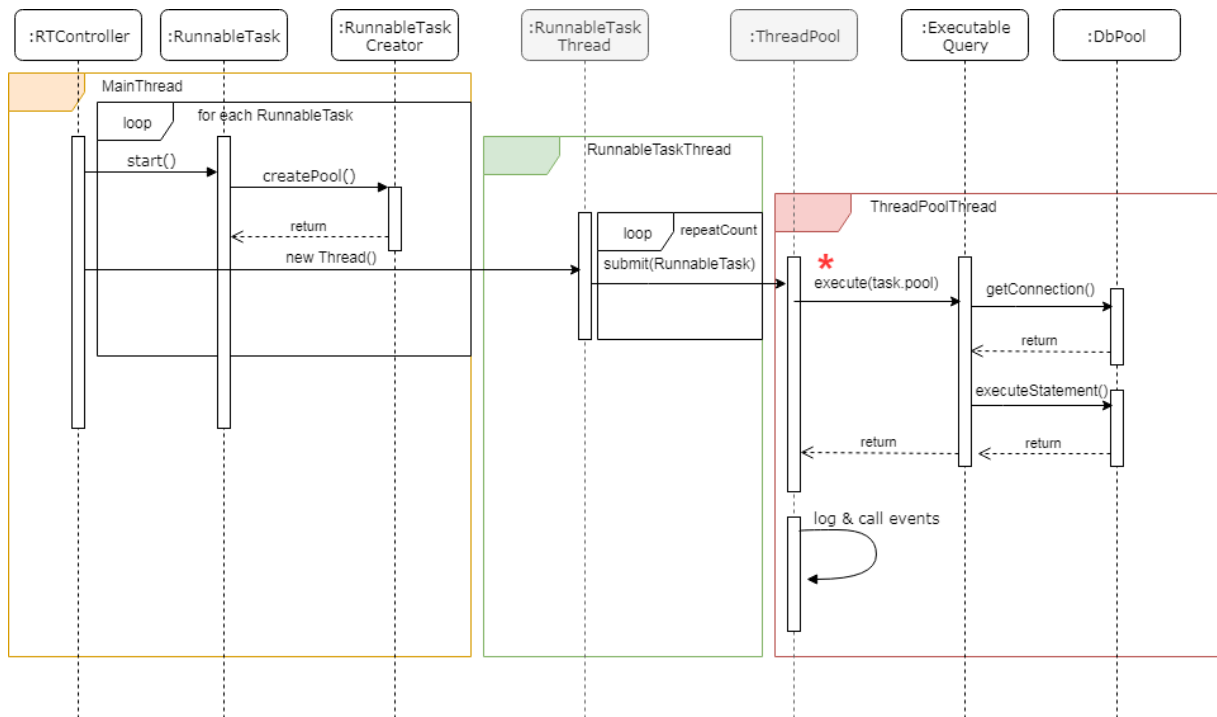 :RTController
:RunnableTask
:RunnableTask
Creator
:RunnableTask
Thread
:ThreadPool
:Executable
Query
:DbPool
MainThread
loop
for each RunnableTask
start()
createPool()
return
new Thread()
RunnableTaskThread
loop
repeatCount
submit(RunnableTask)
ThreadPoolThread
*
execute(task.pool)
getConnection()
return
executeStatement()
return
return
log & call events